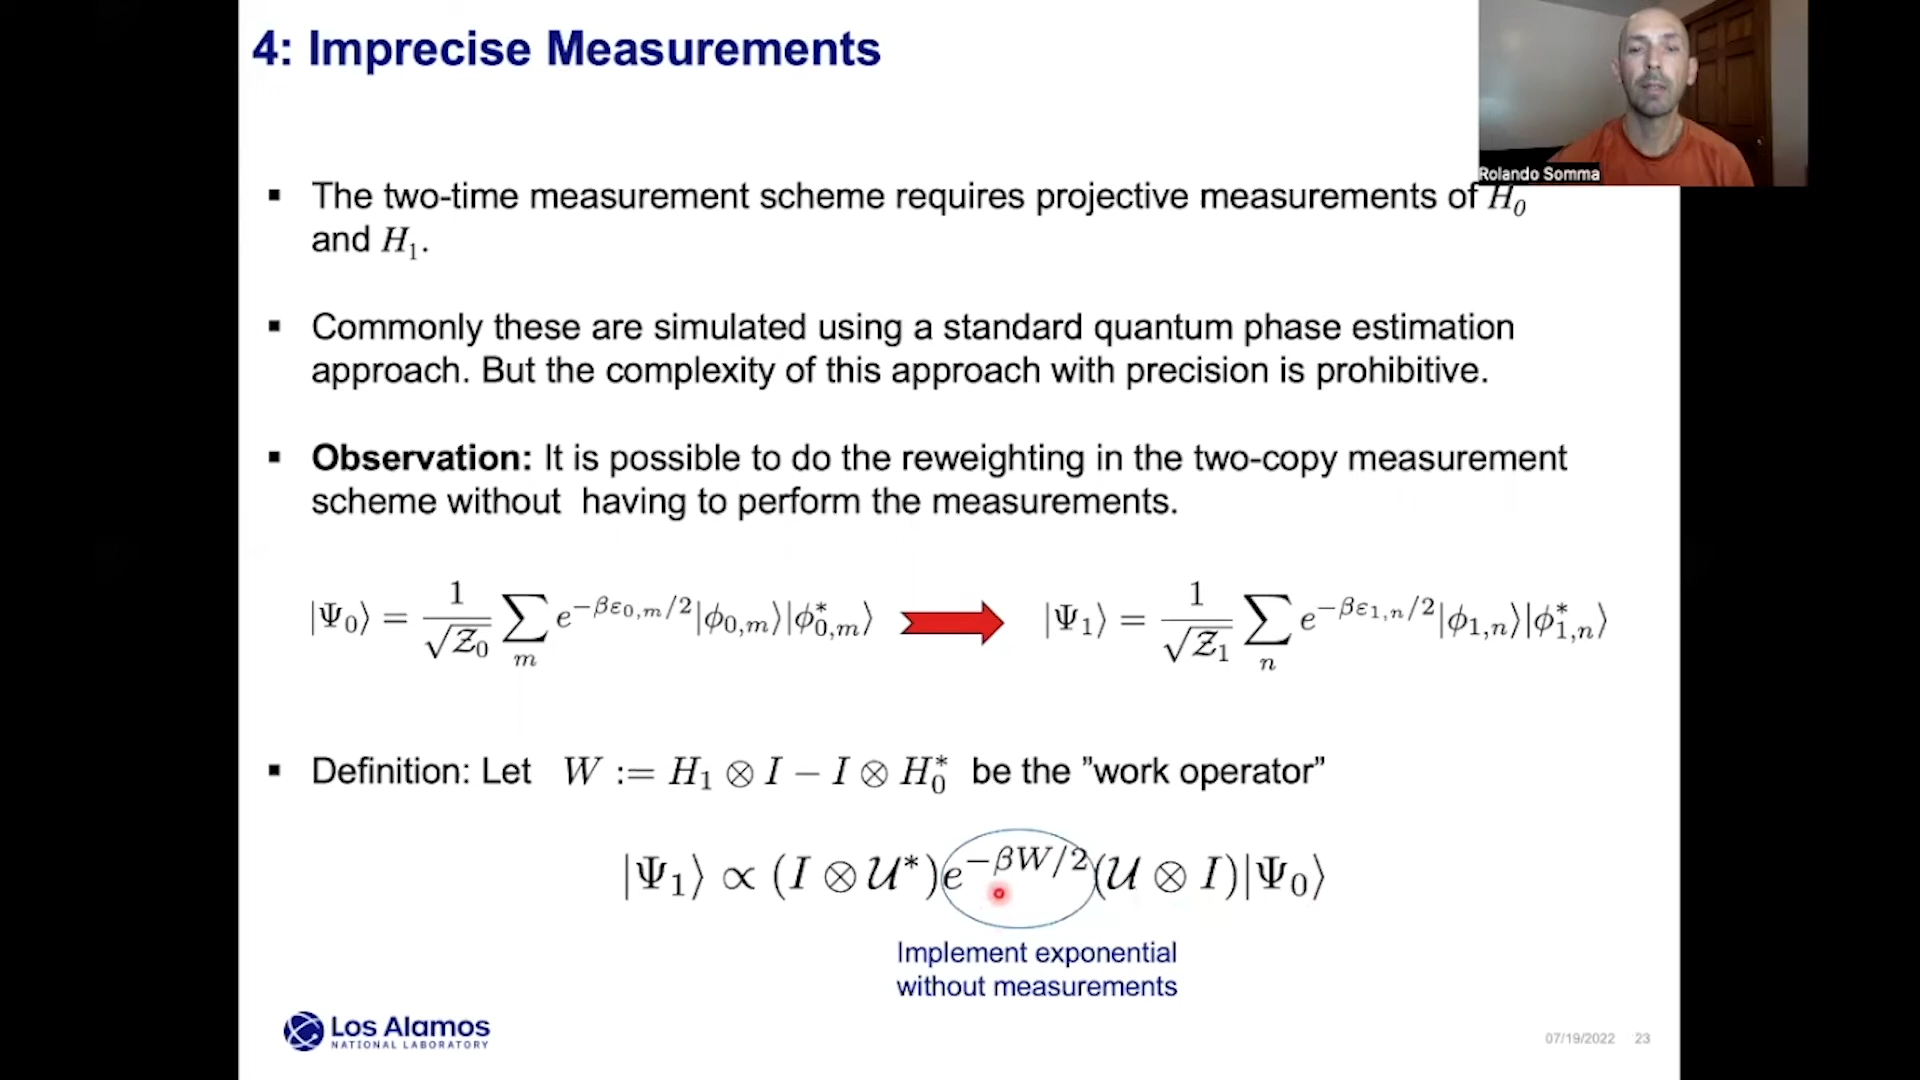 4: Imprecise Measurements
Rolando Somma
▪ The two-time measurement scheme requires projective measurements of H₀
and H₁.
▪ Commonly these are simulated using a standard quantum phase estimation
approach. But the complexity of this approach with precision is prohibitive.
▪ Observation: It is possible to do the reweighting in the two-copy measurement
scheme without having to perform the measurements.
|Ψ₀⟩ = 1/√𝒵₀ ∑ₘ e^{−βε₀,ₘ/2}|ϕ₀,ₘ⟩|ϕ*₀,ₘ⟩ |Ψ₁⟩ = 1/√𝒵₁ ∑ₙ e^{−βε₁,ₙ/2}|ϕ₁,ₙ⟩|ϕ*₁,ₙ⟩
▪ Definition: Let W := H₁ ⊗ I − I ⊗ H₀* be the ”work operator”
|Ψ₁⟩ ∝ (I ⊗ 𝒰*)e^{−βW/2}(𝒰 ⊗ I)|Ψ₀⟩
Implement exponential
without measurements
Los Alamos
NATIONAL LABORATORY
07/19/2022 23